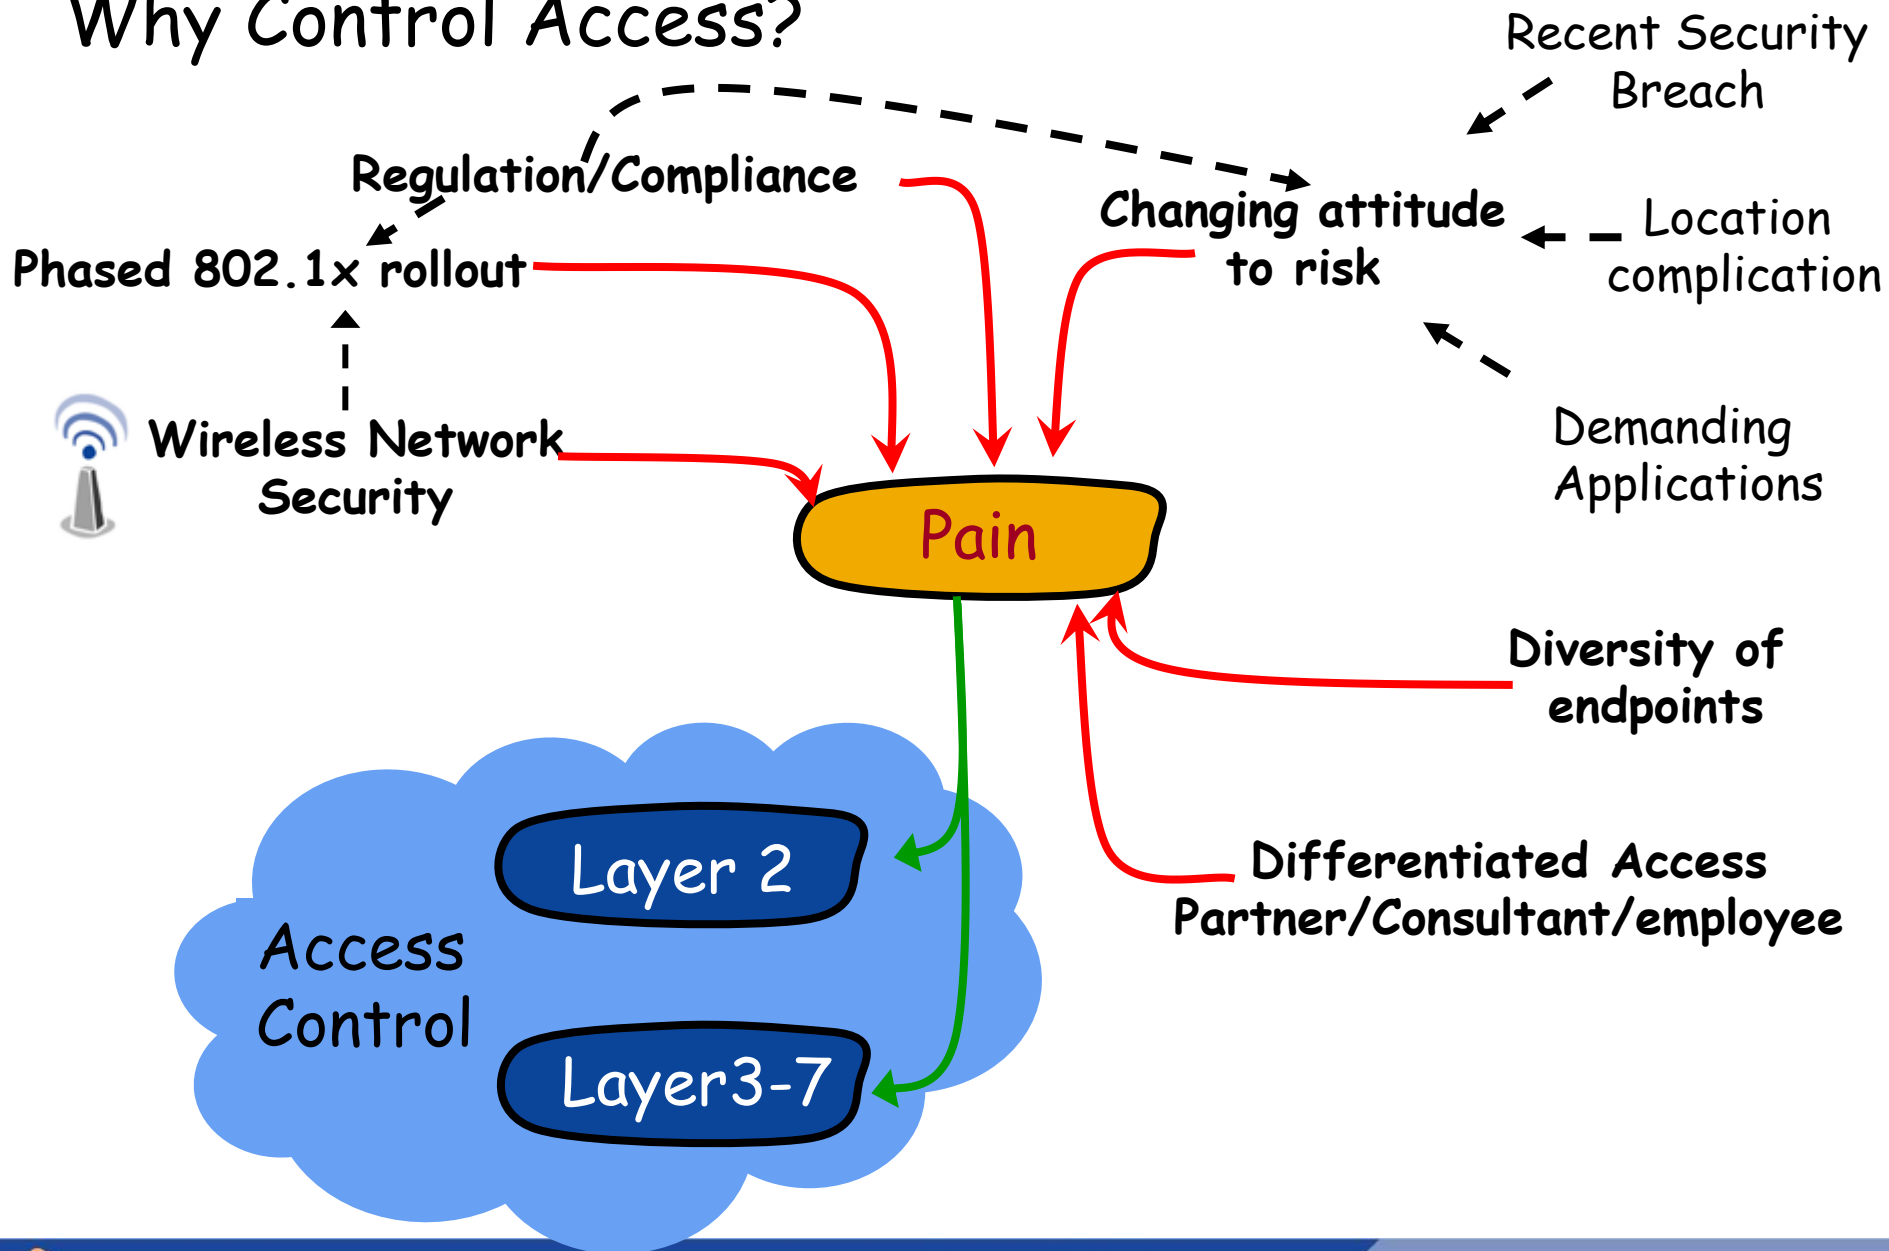 Why Control Access?
Recent Security
Breach
Regulation/Compliance
Changing attitude
to risk
Location
complication
Phased 802.1x rollout
Wireless Network
Security
Demanding
Applications
Pain
Diversity of
endpoints
Differentiated Access
Partner/Consultant/employee
Access
Control
Layer 2
Layer3-7